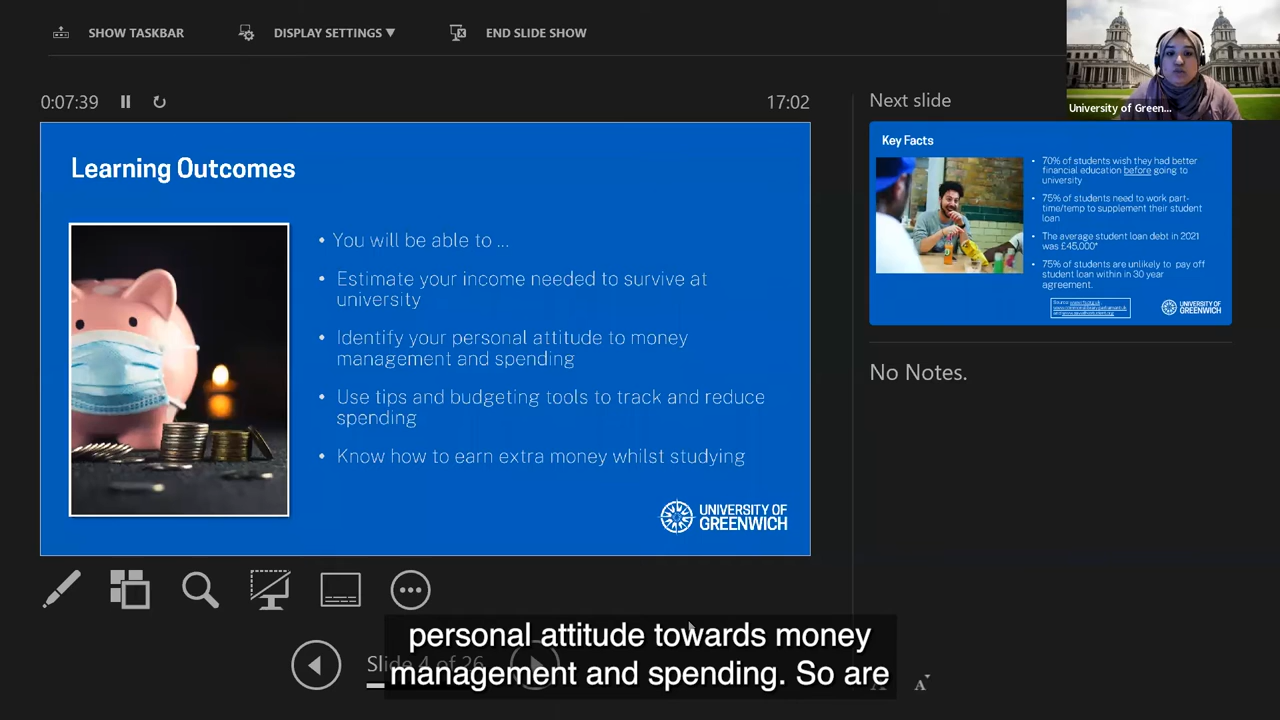 SHOW TASKBAR
DISPLAY SETTINGS ▼
END SLIDE SHOW
0:07:39
17:02
Next slide
University of Green...
Learning Outcomes
• You will be able to ...
• Estimate your income needed to survive at
university
• Identify your personal attitude to money
management and spending
• Use tips and budgeting tools to track and reduce
spending
• Know how to earn extra money whilst studying
UNIVERSITY OF
GREENWICH
Key Facts
• 70% of students wish they had better
financial education before going to
university
• 75% of students need to work part-
time/temp to supplement their student
loan
• The average student loan debt in 2021
was £45,000*
• 75% of students are unlikely to pay off
student loan within in 30 year
agreement.
UNIVERSITY OF
GREENWICH
No Notes.
Slide 4 of 26
personal attitude towards money
management and spending. So are